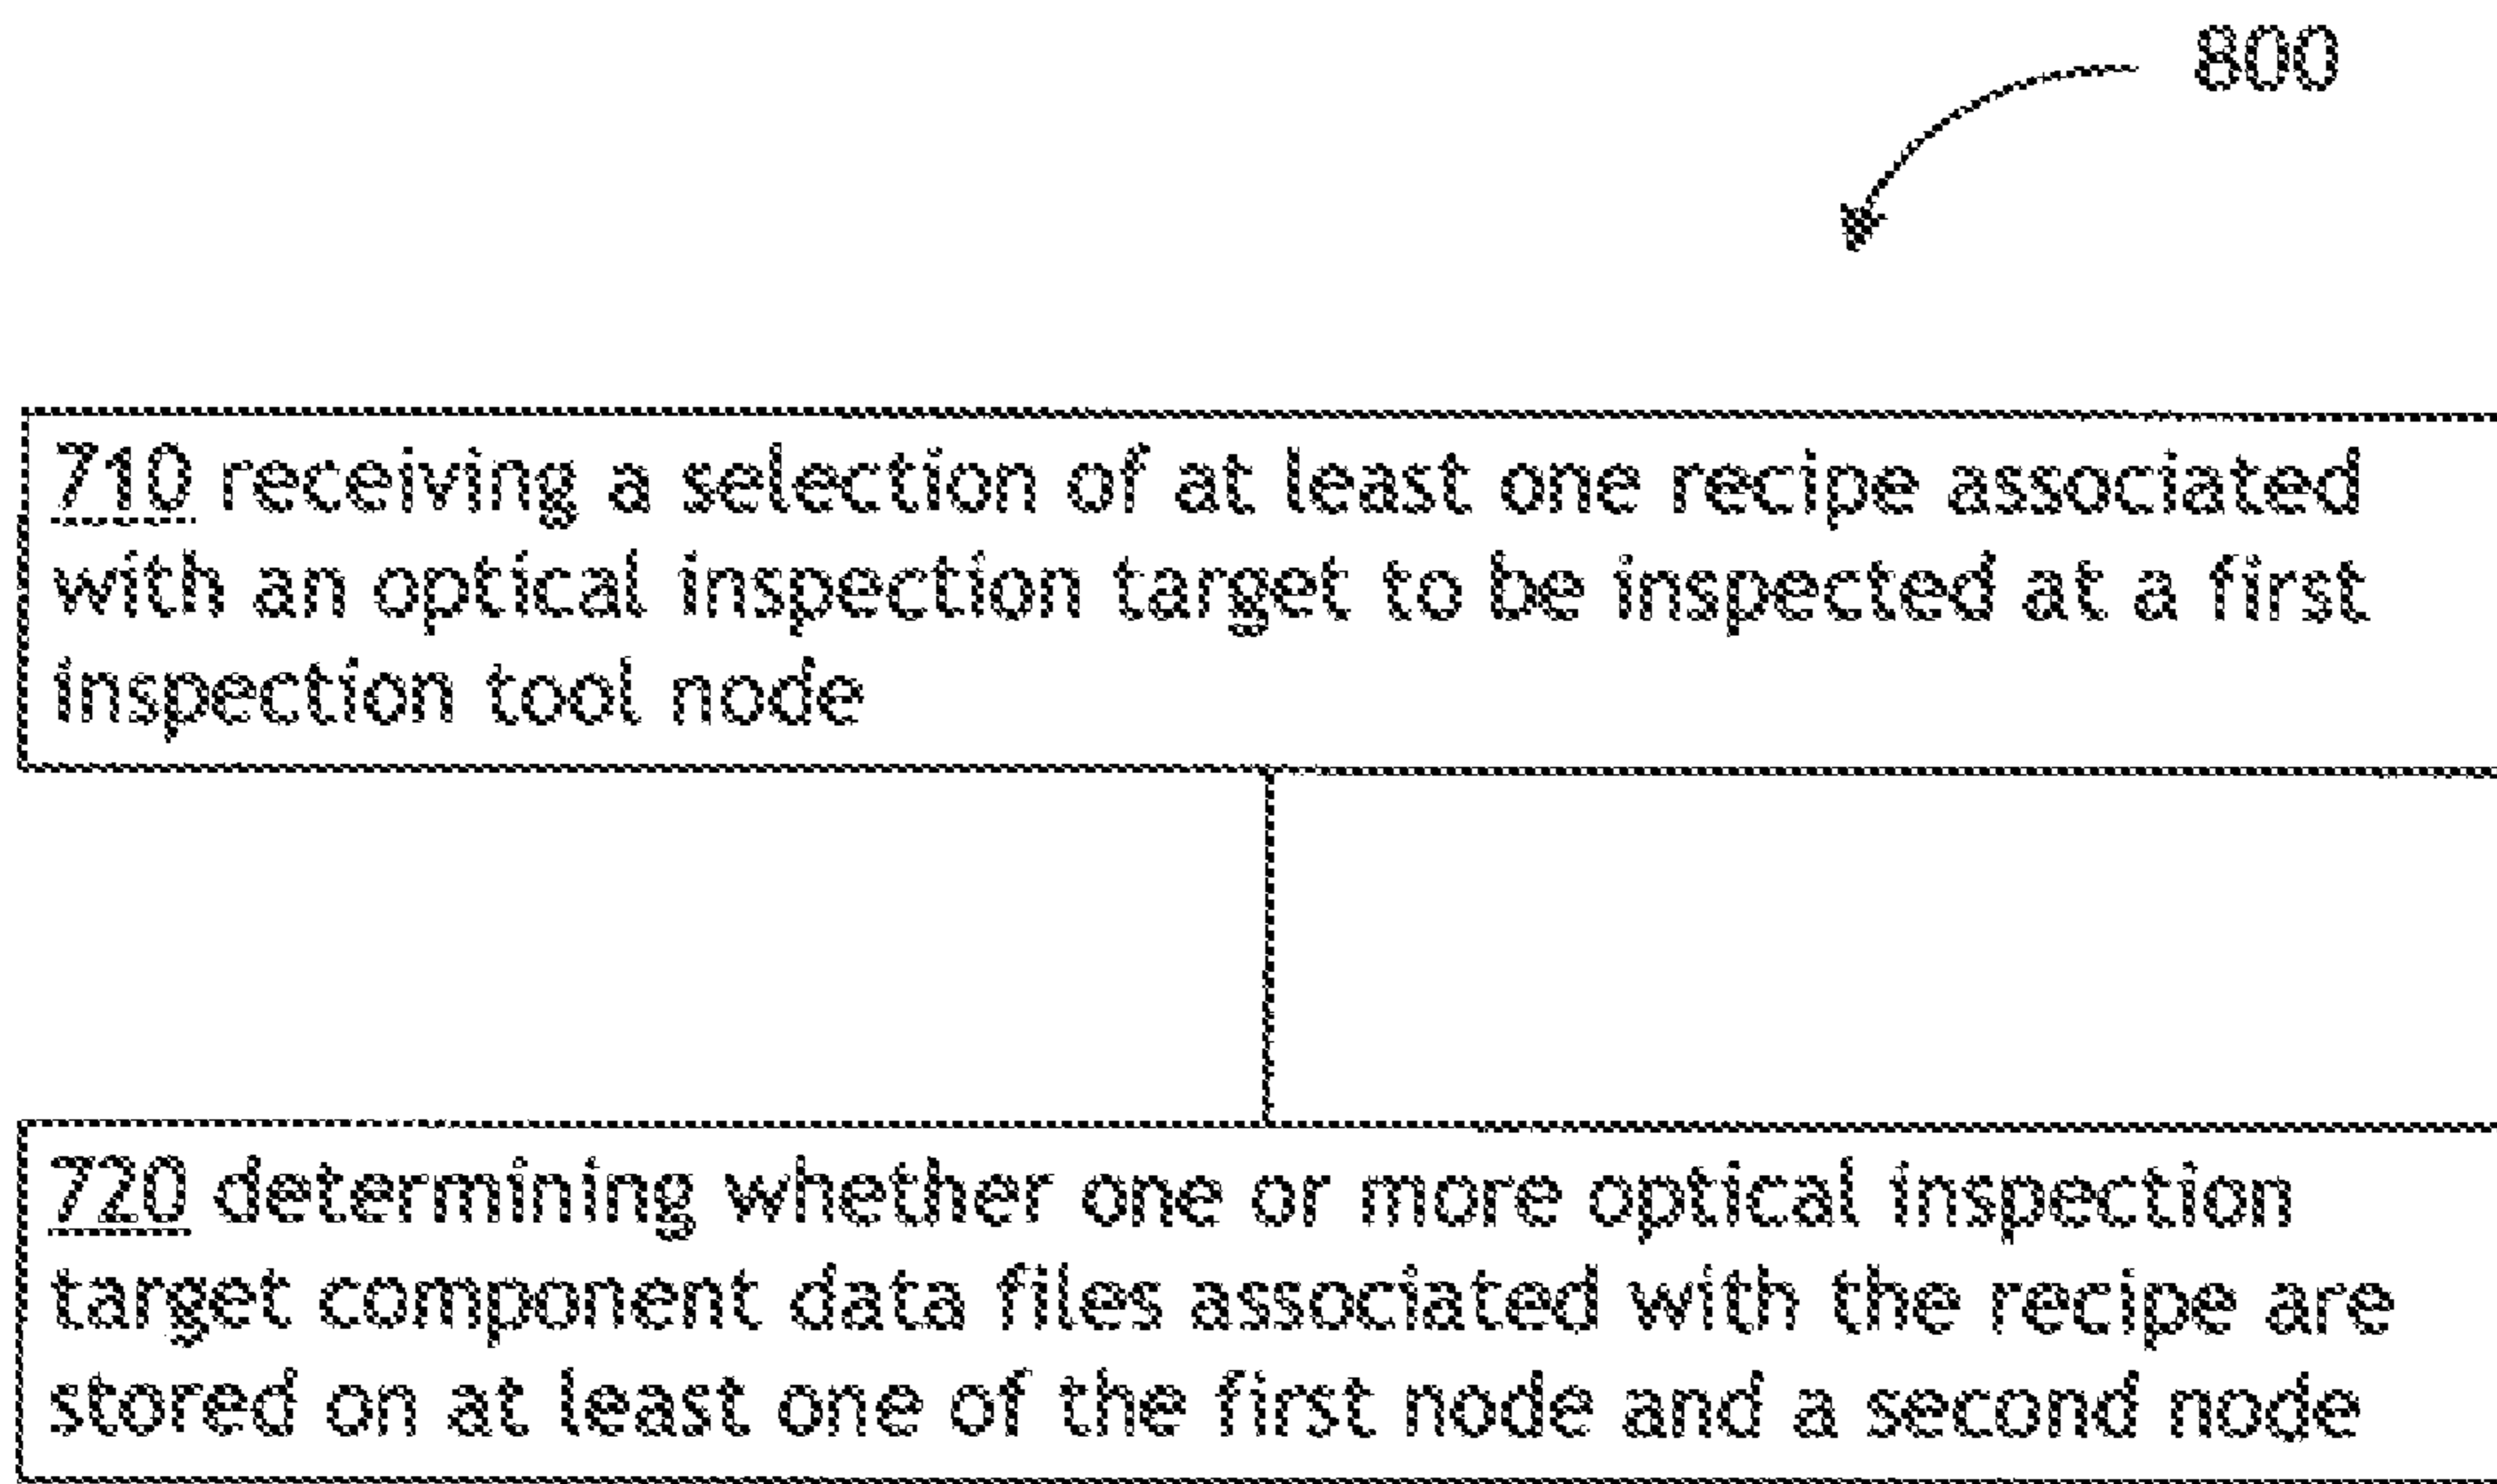 800
710 receiving a selection of at least one recipe associated
with an optical inspection target to be inspected at a first
inspection tool node
720 determining whether one or more optical inspection
target component data files associated with the recipe are
stored on at least one of the first node and a second node